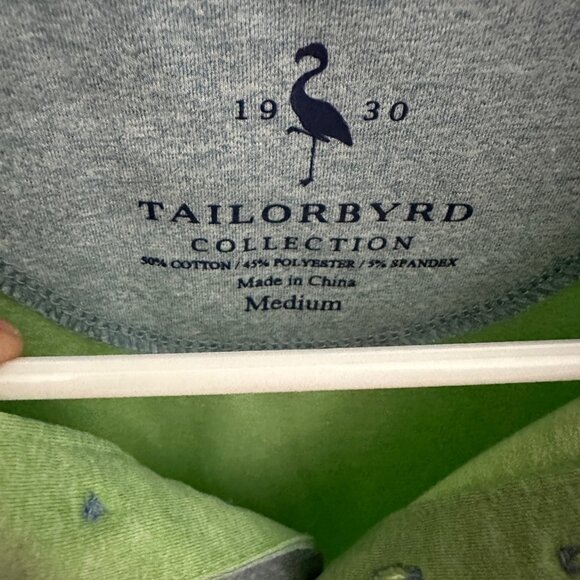 19 30
TAILORBYRD
COLLECTION
50% COTTON / 45% POLYESTER / 5% SPANDEX
Made in China
Medium